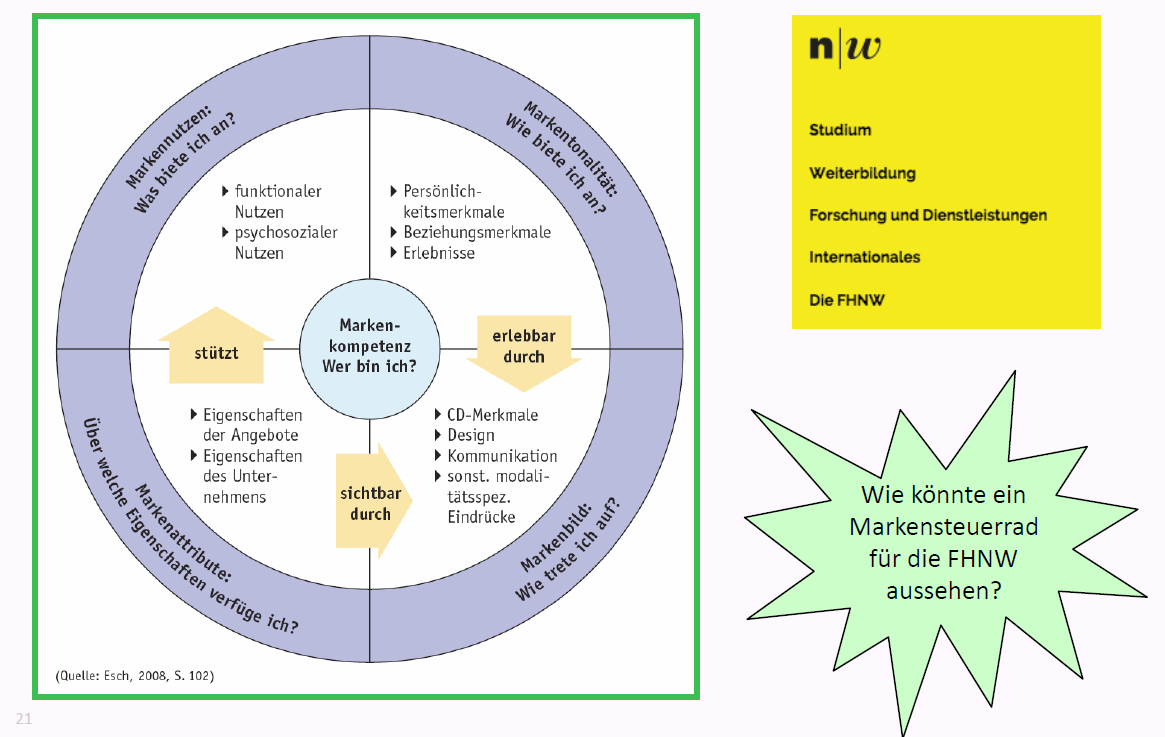 Markennutzen:
Was biete ich an?
Markentonalität:
Wie biete ich an?
funktionaler
Nutzen
psychosozialer
Nutzen
Persönlich-
keitsmerkmale
Beziehungsmerkmale
Erlebnisse
Marken-
kompetenz
Wer bin ich?
stützt
erlebbar
durch
Eigenschaften
der Angebote
Eigenschaften
des Unter-
nehmens
sichtbar
durch
CD-Merkmale
Design
Kommunikation
sonst. modali-
tätsspez.
Eindrücke
Markenattribute:
Über welche Eigenschaften verfüge ich?
Markenbild:
Wie trete ich auf?
(Quelle: Esch, 2008, S. 102)
n|w
Studium
Weiterbildung
Forschung und Dienstleistungen
Internationales
Die FHNW
Wie könnte ein
Markensteuerrad
für die FHNW
aussehen?
21